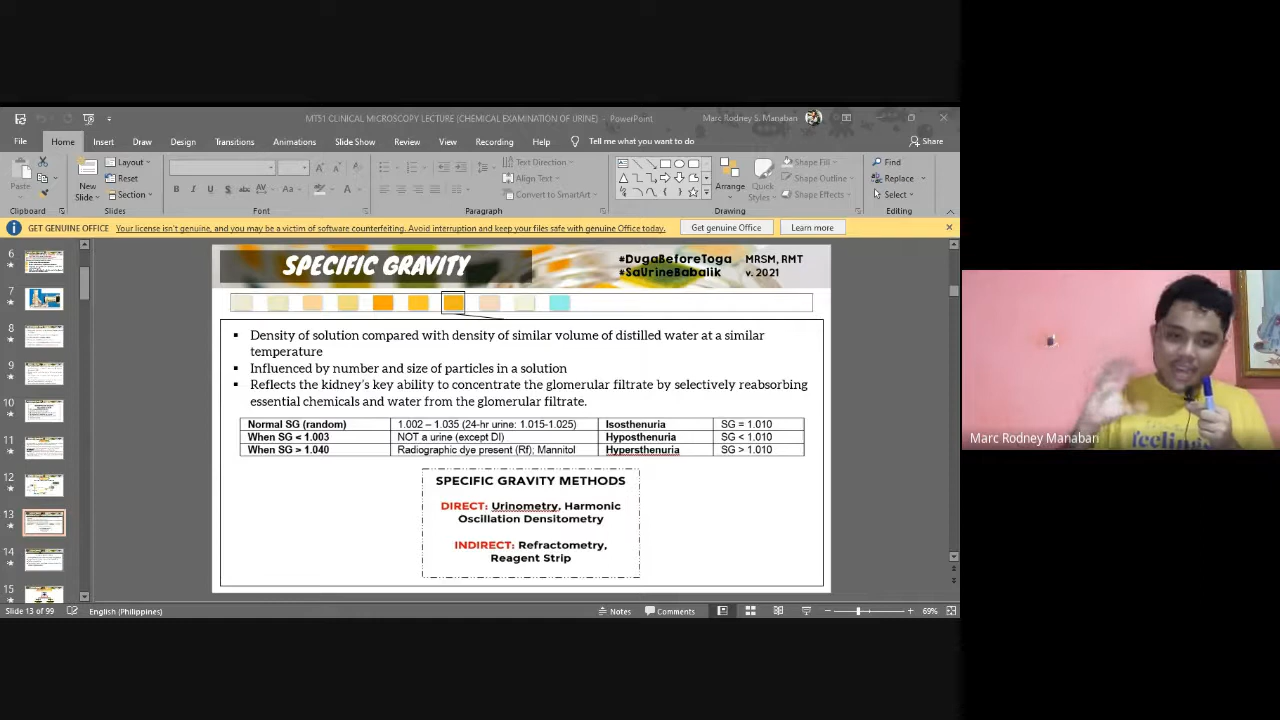 MT51 CLINICAL MICROSCOPY LECTURE (CHEMICAL EXAMINATION OF URINE) - PowerPoint
Marc Rodney S. Manaban
File Home Insert Draw Design Transitions Animations Slide Show Review View Recording Help Tell me what you want to do Share
Paste
New Slide
Layout
Reset
Section
Text Direction
Align Text
Convert to SmartArt
Arrange
Quick Styles
Shape Fill
Shape Outline
Shape Effects
Find
Replace
Select
Clipboard Slides Font Paragraph Drawing Editing
GET GENUINE OFFICE Your license isn't genuine, and you may be a victim of software counterfeiting. Avoid interruption and keep your files safe with genuine Office today. Get genuine Office Learn more
6
7
8
9
10
11
12
13
14
15
SPECIFIC GRAVITY
#DugaBeforeToga MRSM, RMT
#SaUrineBabalik v. 2021
▪ Density of solution compared with density of similar volume of distilled water at a similar
temperature
▪ Influenced by number and size of particles in a solution
▪ Reflects the kidney's key ability to concentrate the glomerular filtrate by selectively reabsorbing
essential chemicals and water from the glomerular filtrate.
Normal SG (random) 1.002 – 1.035 (24-hr urine: 1.015-1.025) Isosthenuria SG = 1.010
When SG < 1.003 NOT a urine (except DI) Hyposthenuria SG < 1.010
When SG > 1.040 Radiographic dye present (Rf); Mannitol Hypersthenuria SG > 1.010
SPECIFIC GRAVITY METHODS
DIRECT: Urinometry, Harmonic
Oscillation Densitometry
INDIRECT: Refractometry,
Reagent Strip
Slide 13 of 99 English (Philippines) Notes Comments 69%
Marc Rodney Manaban